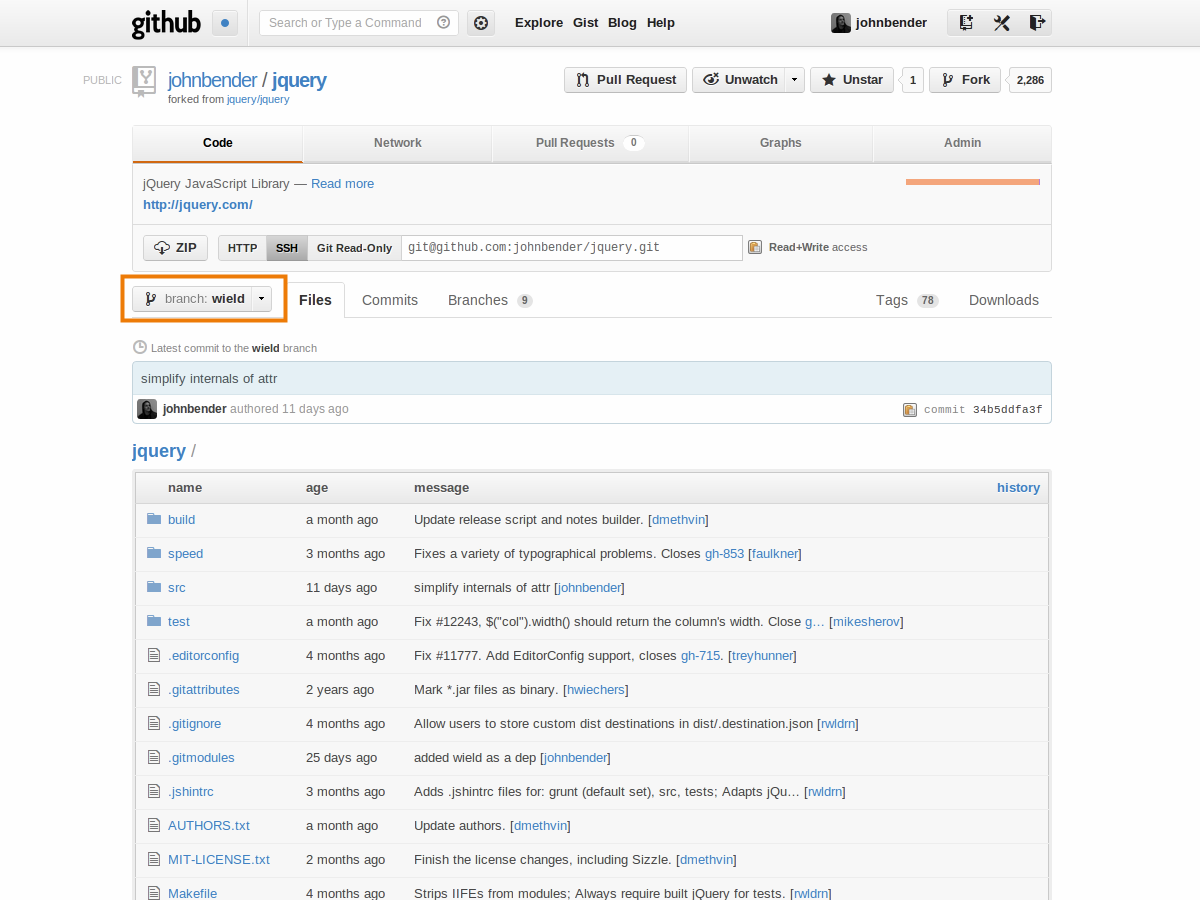 github
Search or Type a Command
Explore Gist Blog Help
johnbender
PUBLIC
johnbender / jquery
forked from jquery/jquery
Pull Request
Unwatch
Unstar 1
Fork 2,286
Code
Network
Pull Requests 0
Graphs
Admin
jQuery JavaScript Library — Read more
http://jquery.com/
ZIP
HTTP SSH Git Read-Only git@github.com:johnbender/jquery.git Read+Write access
branch: wield
Files
Commits
Branches 9
Tags 78
Downloads
Latest commit to the wield branch
simplify internals of attr
johnbender authored 11 days ago
commit 34b5ddfa3f
jquery /
name age message history
build a month ago Update release script and notes builder. [dmethvin]
speed 3 months ago Fixes a variety of typographical problems. Closes gh-853 [faulkner]
src 11 days ago simplify internals of attr [johnbender]
test a month ago Fix #12243, $("col").width() should return the column's width. Close g… [mikesherov]
.editorconfig 4 months ago Fix #11777. Add EditorConfig support, closes gh-715. [treyhunner]
.gitattributes 2 years ago Mark *.jar files as binary. [hwiechers]
.gitignore 4 months ago Allow users to store custom dist destinations in dist/.destination.json [rwldrn]
.gitmodules 25 days ago added wield as a dep [johnbender]
.jshintrc 3 months ago Adds .jshintrc files for: grunt (default set), src, tests; Adapts jQu… [rwldrn]
AUTHORS.txt a month ago Update authors. [dmethvin]
MIT-LICENSE.txt 2 months ago Finish the license changes, including Sizzle. [dmethvin]
Makefile 4 months ago Strips IIFEs from modules; Always require built jQuery for tests. [rwldrn]